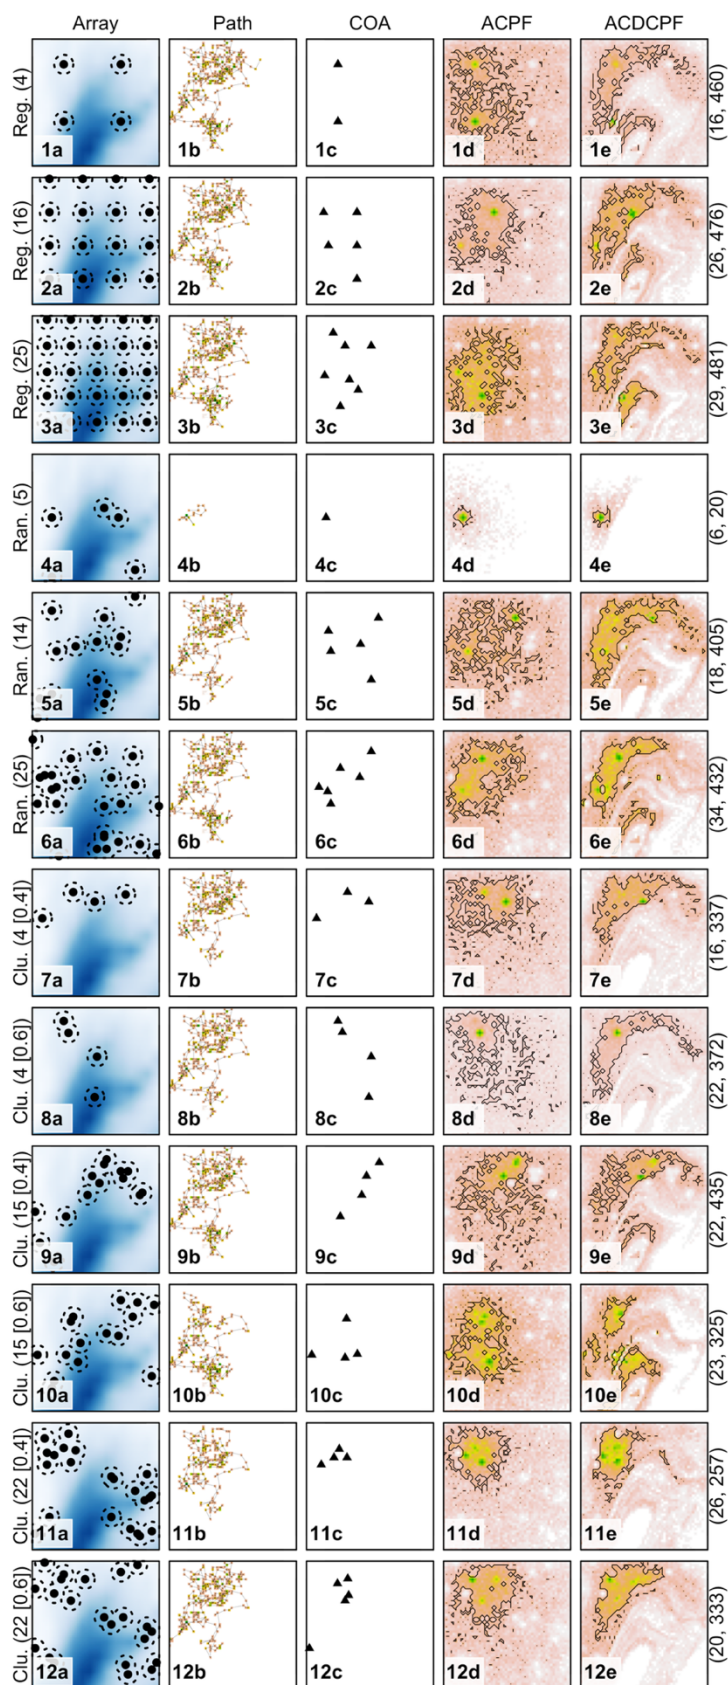 Array Path COA ACPF ACDCPF
Reg. (4) 1a 1b 1c 1d 1e (16, 460)
Reg. (16) 2a 2b 2c 2d 2e (26, 476)
Reg. (25) 3a 3b 3c 3d 3e (29, 481)
Ran. (5) 4a 4b 4c 4d 4e (6, 20)
Ran. (14) 5a 5b 5c 5d 5e (18, 405)
Ran. (25) 6a 6b 6c 6d 6e (34, 432)
Clu. (4 [0.4]) 7a 7b 7c 7d 7e (16, 337)
Clu. (4 [0.6]) 8a 8b 8c 8d 8e (22, 372)
Clu. (15 [0.4]) 9a 9b 9c 9d 9e (22, 435)
Clu. (15 [0.6]) 10a 10b 10c 10d 10e (23, 325)
Clu. (22 [0.4]) 11a 11b 11c 11d 11e (26, 257)
Clu. (22 [0.6]) 12a 12b 12c 12d 12e (20, 333)